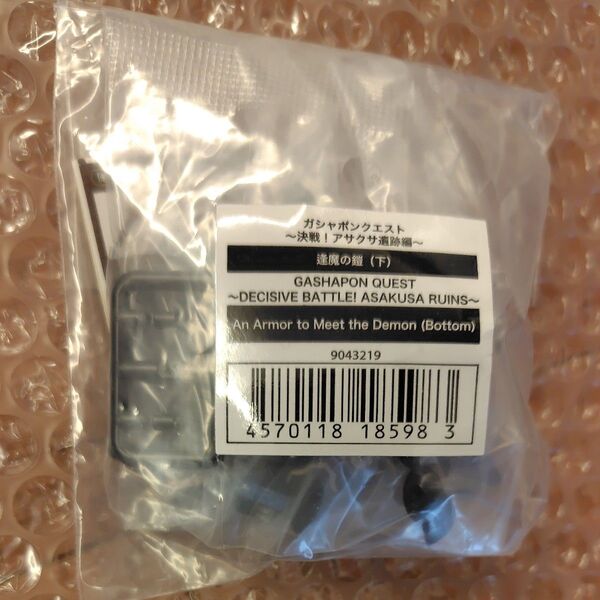 ガシャポンクエスト
～決戦！アサクサ遺跡編～
逢魔の鎧（下）
GASHAPON QUEST
～DECISIVE BATTLE! ASAKUSA RUINS～
An Armor to Meet the Demon (Bottom)
9043219
4570118 18598 3